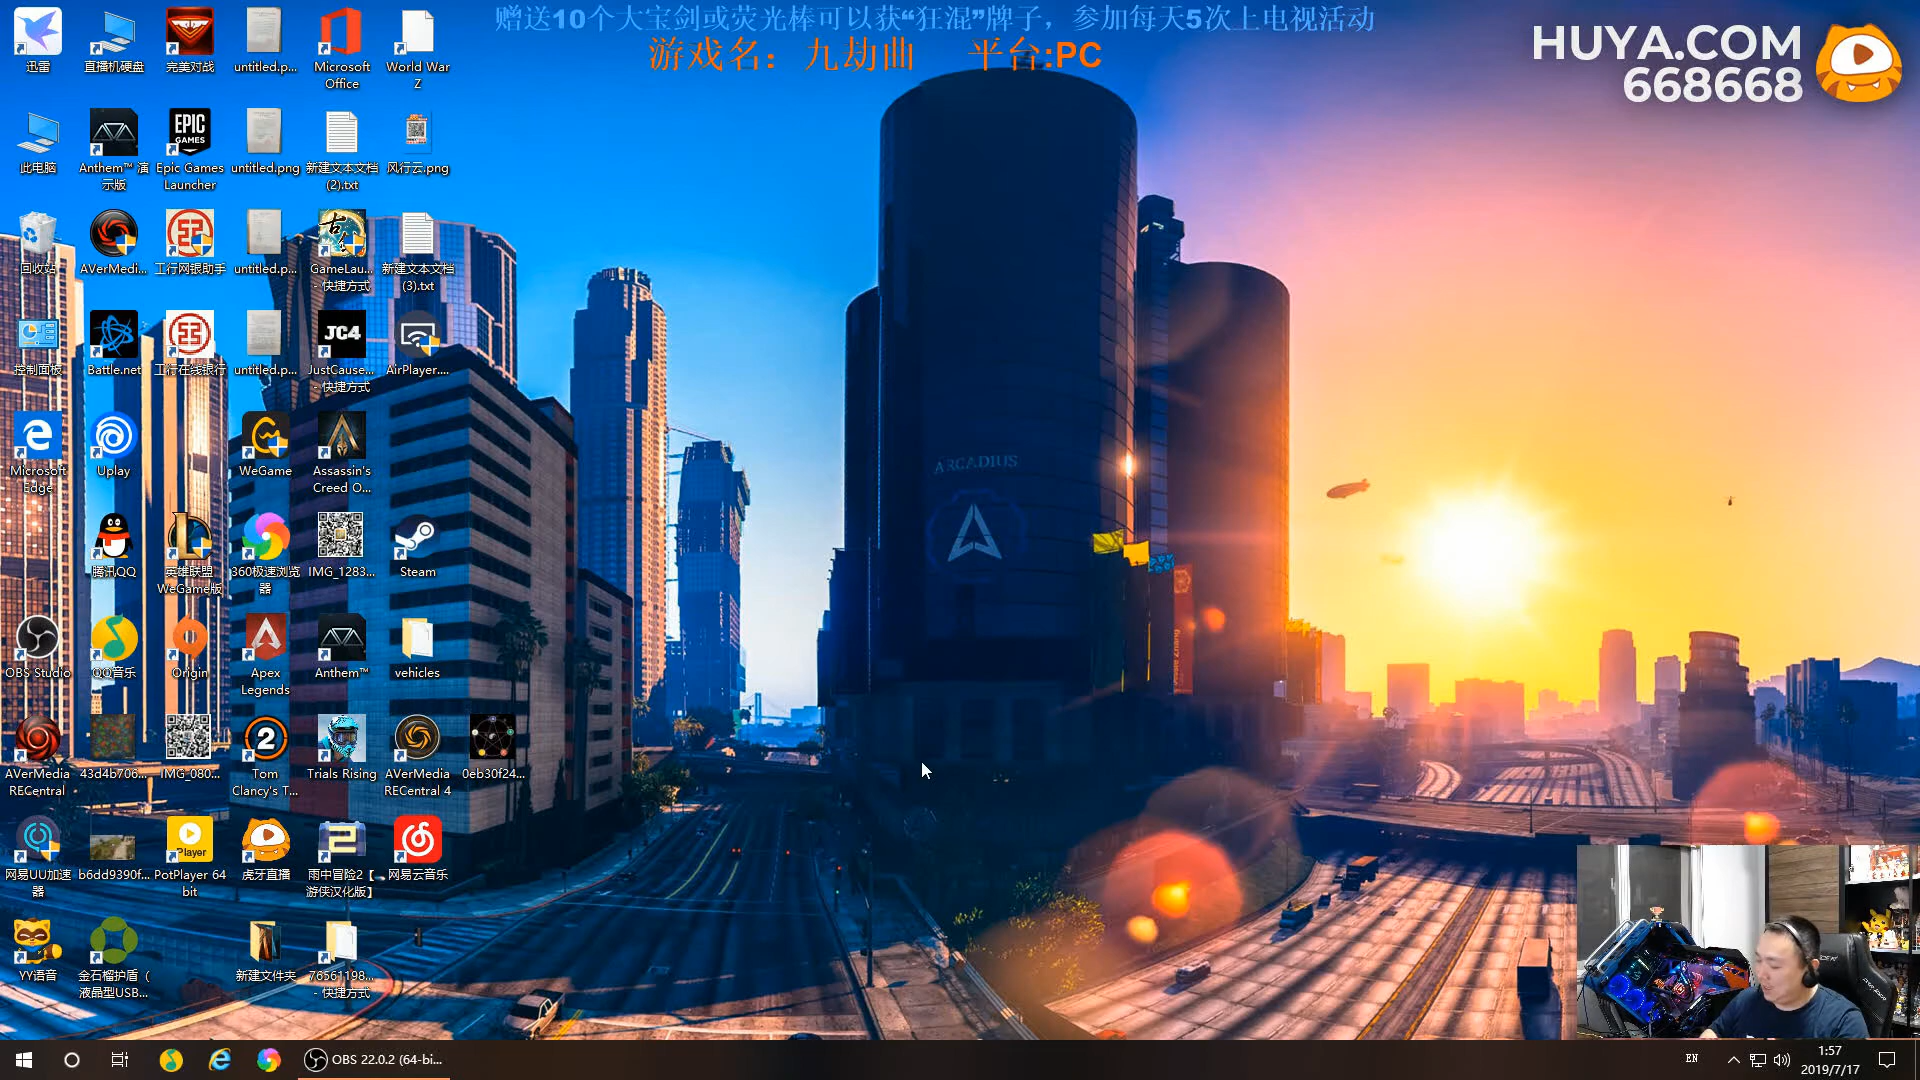 赠送10个大宝剑或荧光棒可以获“狂混”牌子，参加每天5次上电视活动
游戏名：九劫曲 平台:PC
HUYA.COM
668668
迅雷
直播机硬盘
完美对战
untitled.p...
Microsoft
Office
World War
Z
此电脑
Anthem™ 演
示版
EPIC
GAMES
Epic Games
Launcher
untitled.png
新建文本文档
(2).txt
风行云.png
回收站
AVerMedi...
工行网银助手
untitled.p...
GameLau...
- 快捷方式
新建文本文档
(3).txt
控制面板
Battle.net
工行在线银行
untitled.p...
JC4
JustCause...
- 快捷方式
AirPlayer....
Microsoft
Edge
Uplay
WeGame
Assassin's
Creed O...
ARCADIUS
腾讯QQ
英雄联盟
WeGame版
360极速浏览
器
IMG_1283...
Steam
OBS Studio
QQ音乐
Origin
Apex
Legends
Anthem™
vehicles
AVerMedia
RECentral
43d4b706...
IMG_080...
2
Tom
Clancy's T...
Trials Rising
AVerMedia
RECentral 4
0eb30f24...
网易UU加速
器
b6dd9390f...
Player
PotPlayer 64
bit
虎牙直播
2
雨中冒险2【
游侠汉化版】
网易云音乐
YY语音
金石榴护盾（
液晶型USB...
新建文件夹
76561198...
- 快捷方式
OBS 22.0.2 (64-bi...
EN
1:57
2019/7/17